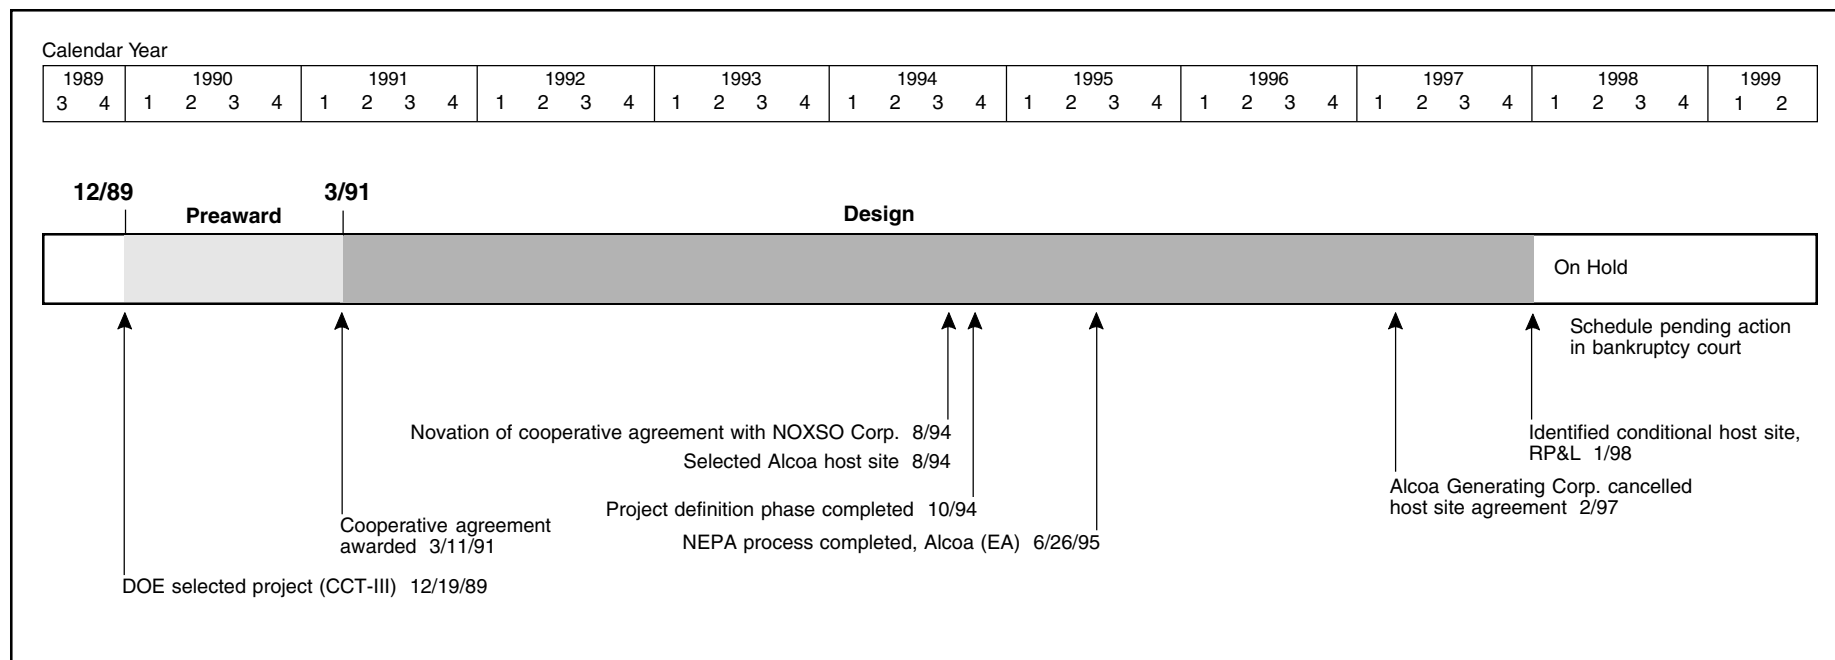 Calendar Year
1989 1990 1991 1992 1993 1994 1995 1996 1997 1998 1999
3 4 1 2 3 4 1 2 3 4 1 2 3 4 1 2 3 4 1 2 3 4 1 2 3 4 1 2 3 4 1 2 3 4 1 2 3 4 1 2
12/89 3/91
Preaward Design
On Hold
Schedule pending action
in bankruptcy court
Novation of cooperative agreement with NOXSO Corp. 8/94
Selected Alcoa host site 8/94
Identified conditional host site,
RP&L 1/98
Project definition phase completed 10/94
Alcoa Generating Corp. cancelled
host site agreement 2/97
Cooperative agreement
awarded 3/11/91
NEPA process completed, Alcoa (EA) 6/26/95
DOE selected project (CCT-III) 12/19/89